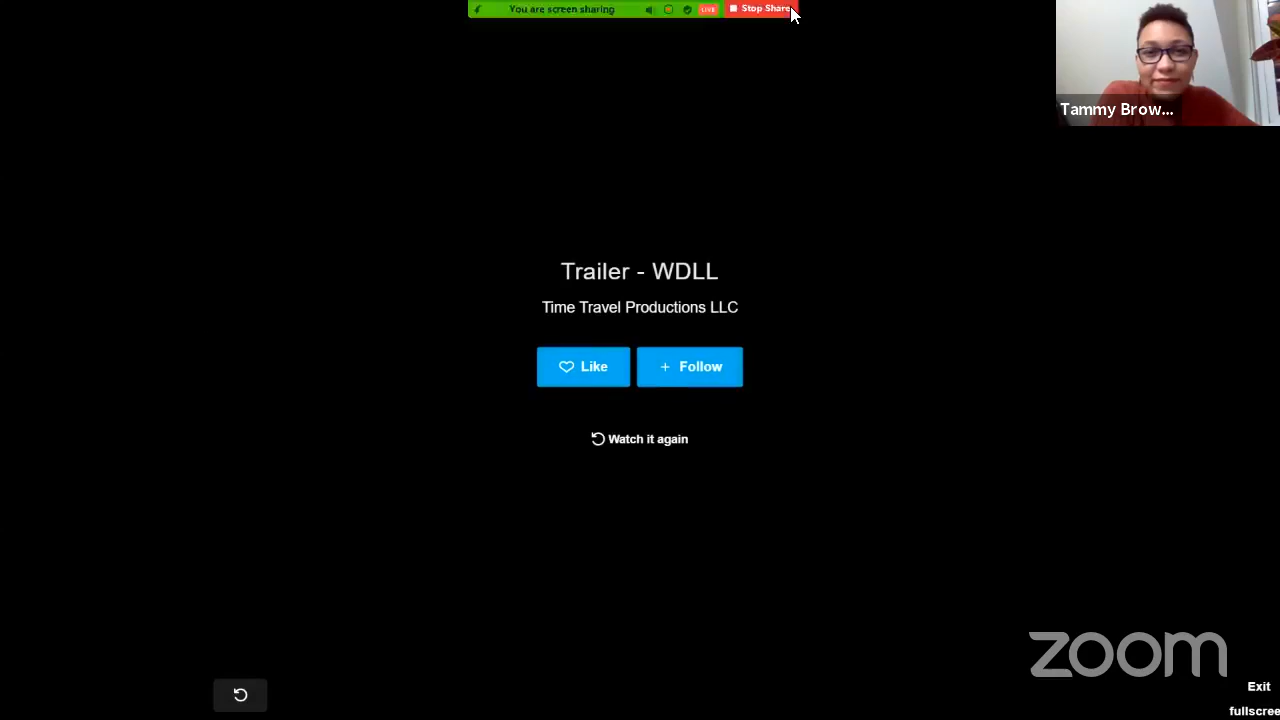 You are screen sharing
LIVE
Stop Share
Tammy Brow...
Trailer - WDLL
Time Travel Productions LLC
Like
+ Follow
Watch it again
zoom
Exit
fullscree